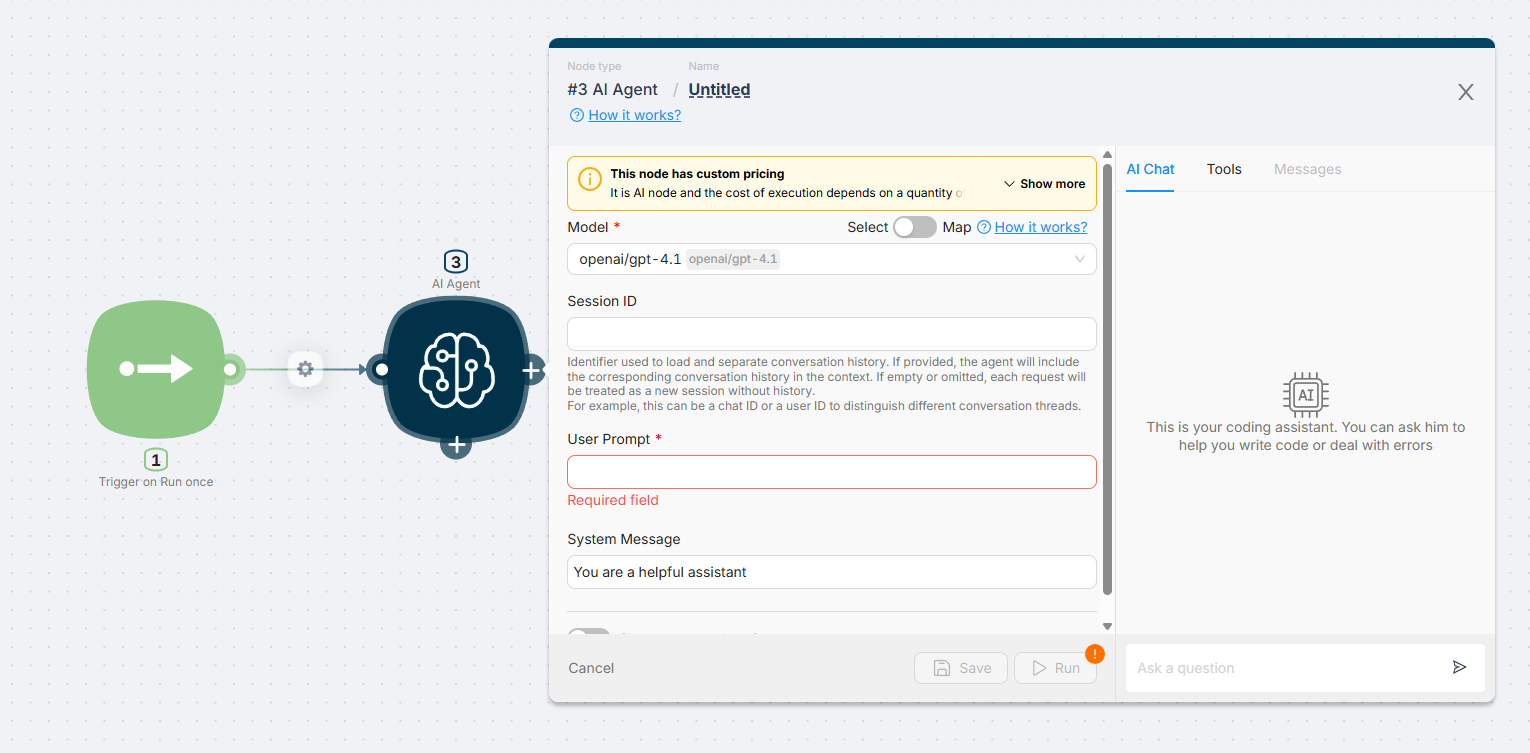 Node type
Name
#3 AI Agent / Untitled
How it works?
This node has custom pricing
It is AI node and the cost of execution depends on a quantity o
Show more
Model *
Select
Map
How it works?
openai/gpt-4.1 openai/gpt-4.1
Session ID
Identifier used to load and separate conversation history. If provided, the agent will include
the corresponding conversation history in the context. If empty or omitted, each request will
be treated as a new session without history.
For example, this can be a chat ID or a user ID to distinguish different conversation threads.
User Prompt *
Required field
System Message
You are a helpful assistant
Cancel
Save
Run
!
AI Chat
Tools
Messages
AI
This is your coding assistant. You can ask him to
help you write code or deal with errors
Ask a question
3
AI Agent
1
Trigger on Run once